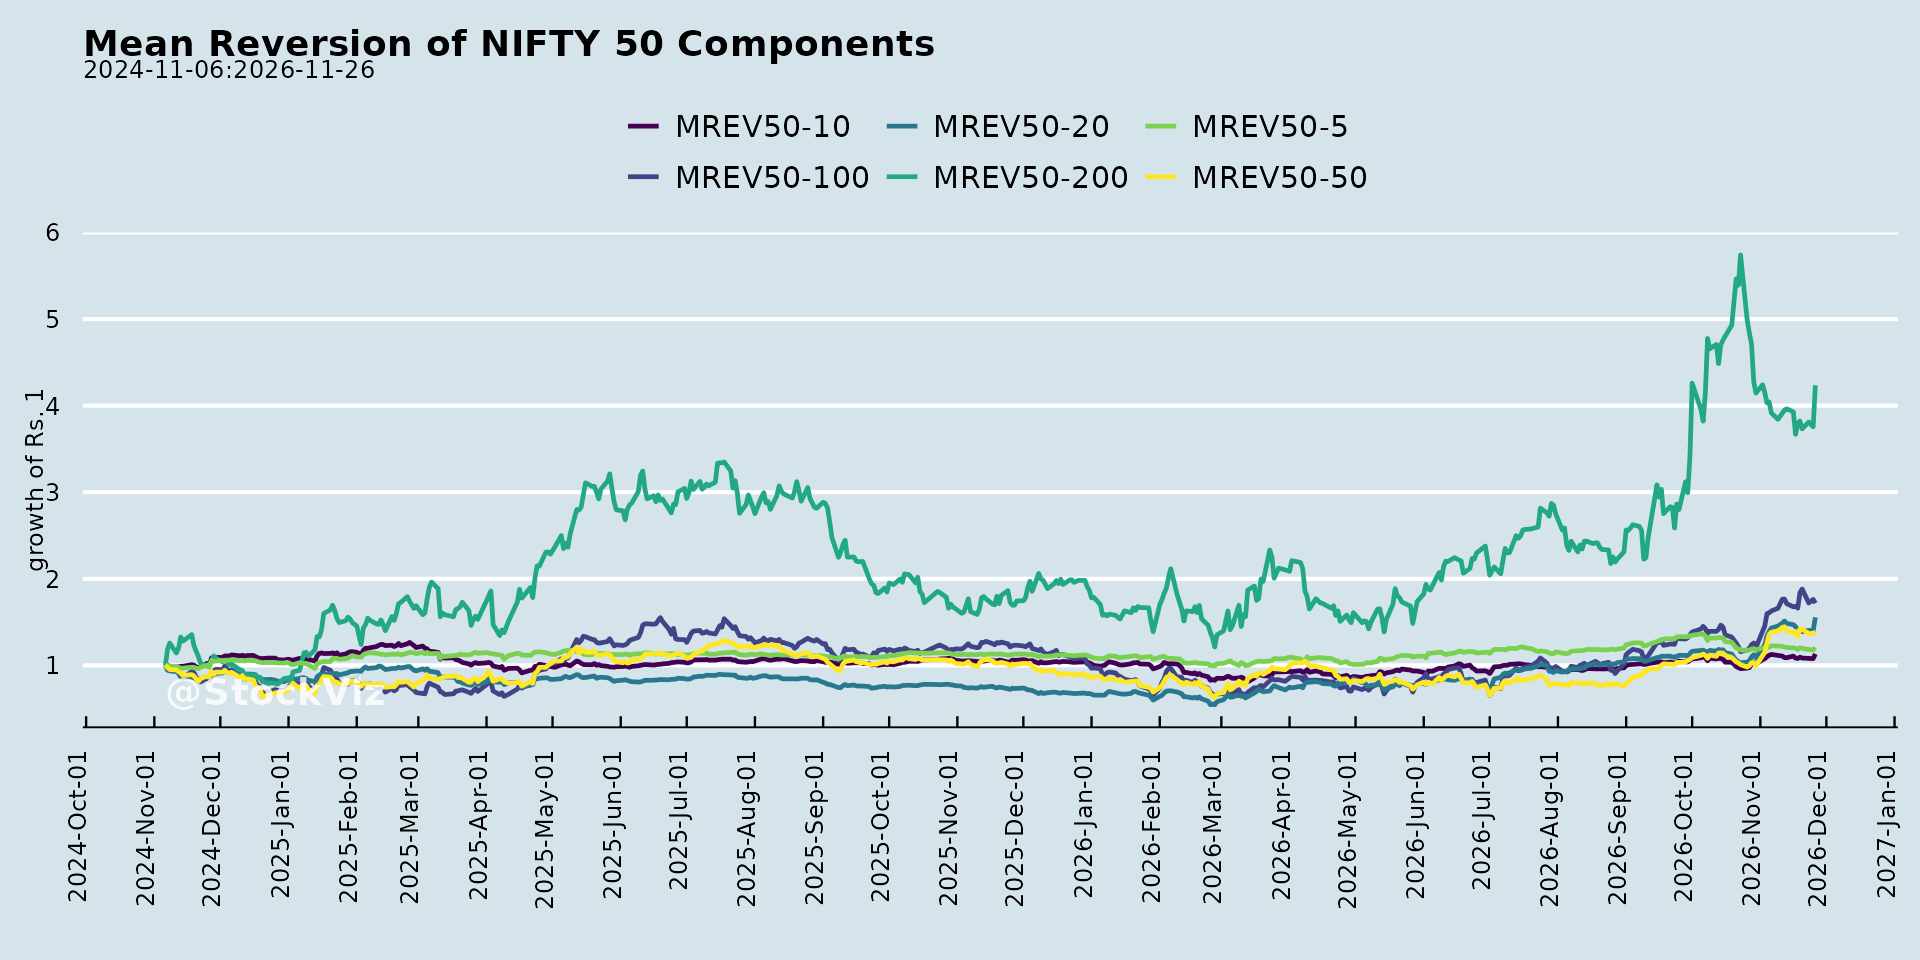 Mean Reversion of NIFTY 50 Components
2024-11-06:2026-11-26
MREV50-10 MREV50-20 MREV50-5
MREV50-100 MREV50-200 MREV50-50
growth of Rs. 1
6
5
4
3
2
1
@StockViz
2024-Oct-01
2024-Nov-01
2024-Dec-01
2025-Jan-01
2025-Feb-01
2025-Mar-01
2025-Apr-01
2025-May-01
2025-Jun-01
2025-Jul-01
2025-Aug-01
2025-Sep-01
2025-Oct-01
2025-Nov-01
2025-Dec-01
2026-Jan-01
2026-Feb-01
2026-Mar-01
2026-Apr-01
2026-May-01
2026-Jun-01
2026-Jul-01
2026-Aug-01
2026-Sep-01
2026-Oct-01
2026-Nov-01
2026-Dec-01
2027-Jan-01